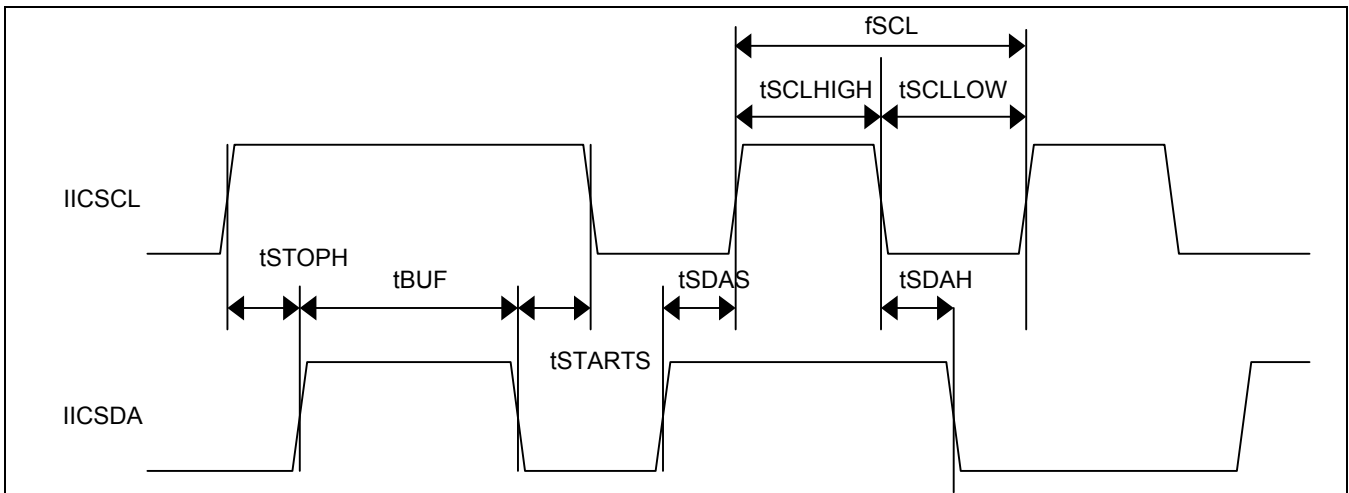 fSCL
tSCLHIGH
tSCLLOW
IICSCL
tSTOPH
tBUF
tSDAS
tSDAH
tSTARTS
IICSDA